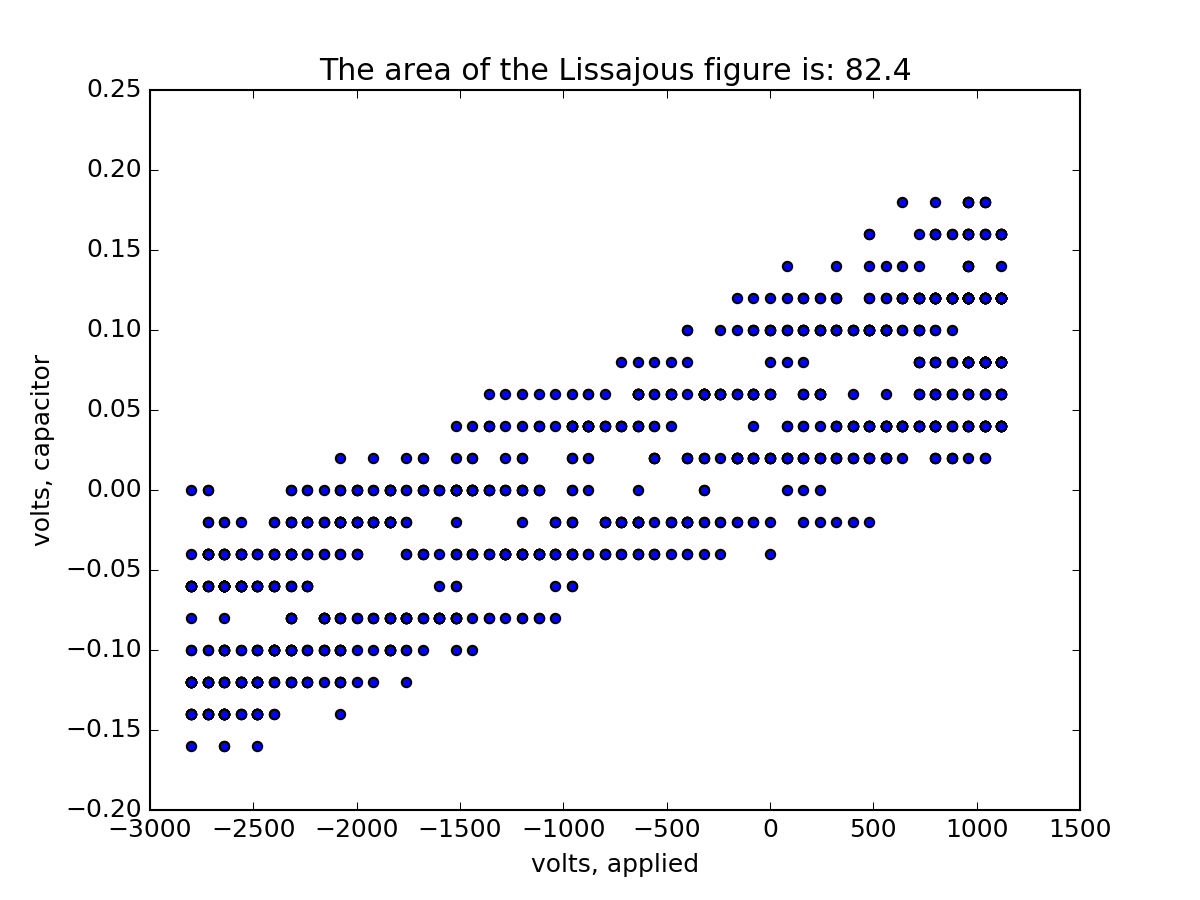 The area of the Lissajous figure is: 82.4
0.25
0.20
0.15
0.10
0.05
0.00
−0.05
−0.10
−0.15
−0.20
volts, capacitor
−3000 −2500 −2000 −1500 −1000 −500 0 500 1000 1500
volts, applied